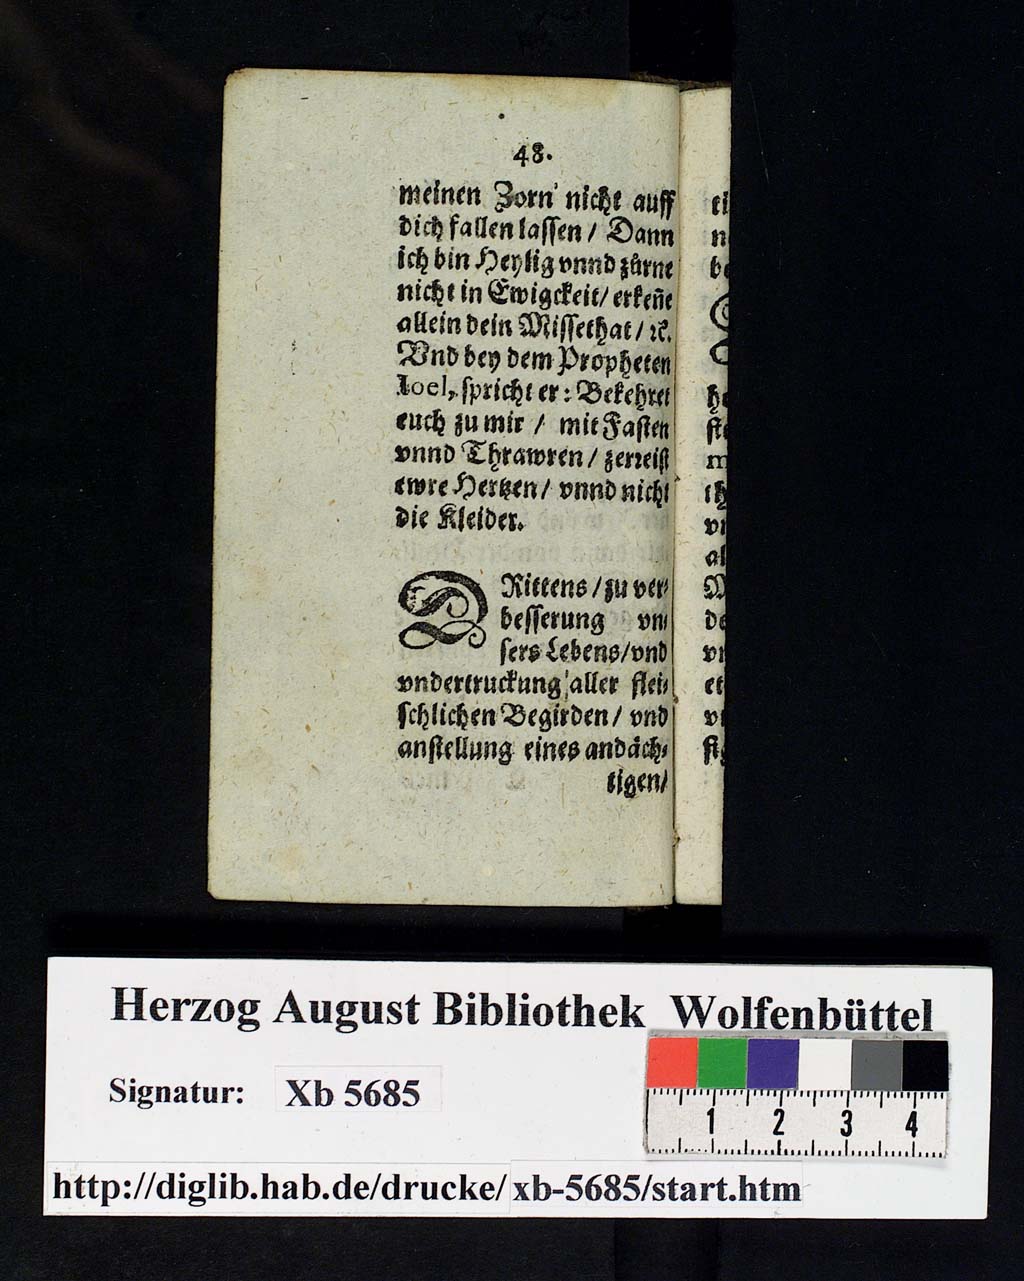 48.
meinen Zorn nicht auff
dich fallen lassen / Dann
ich bin Heylig vnnd zürne
nicht in Ewigckeit / erkeñe
allein dein Missethat / ꝛc.
Vnd bey dem Propheten
Ioel, spricht er: Bekehret
euch zu mir / mit Fasten
vnnd Thrawren / zerreist
ewre Hertzen / vnnd nicht
die Kleider.
DRittens / zu ver-
besserung vn-
sers Lebens / vnd
vndertruckung aller flei-
schlichen Begirden / vnd
anstellung eines andäch-
tigen /
Herzog August Bibliothek Wolfenbüttel
Signatur: Xb 5685
1 2 3 4
http://diglib.hab.de/drucke/xb-5685/start.htm